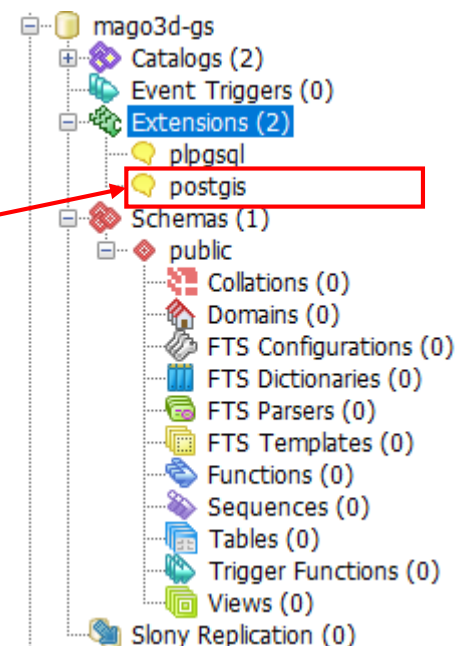 mago3d-gs
Catalogs (2)
Event Triggers (0)
Extensions (2)
plpgsql
postgis
Schemas (1)
public
Collations (0)
Domains (0)
FTS Configurations (0)
FTS Dictionaries (0)
FTS Parsers (0)
FTS Templates (0)
Functions (0)
Sequences (0)
Tables (0)
Trigger Functions (0)
Views (0)
Slony Replication (0)